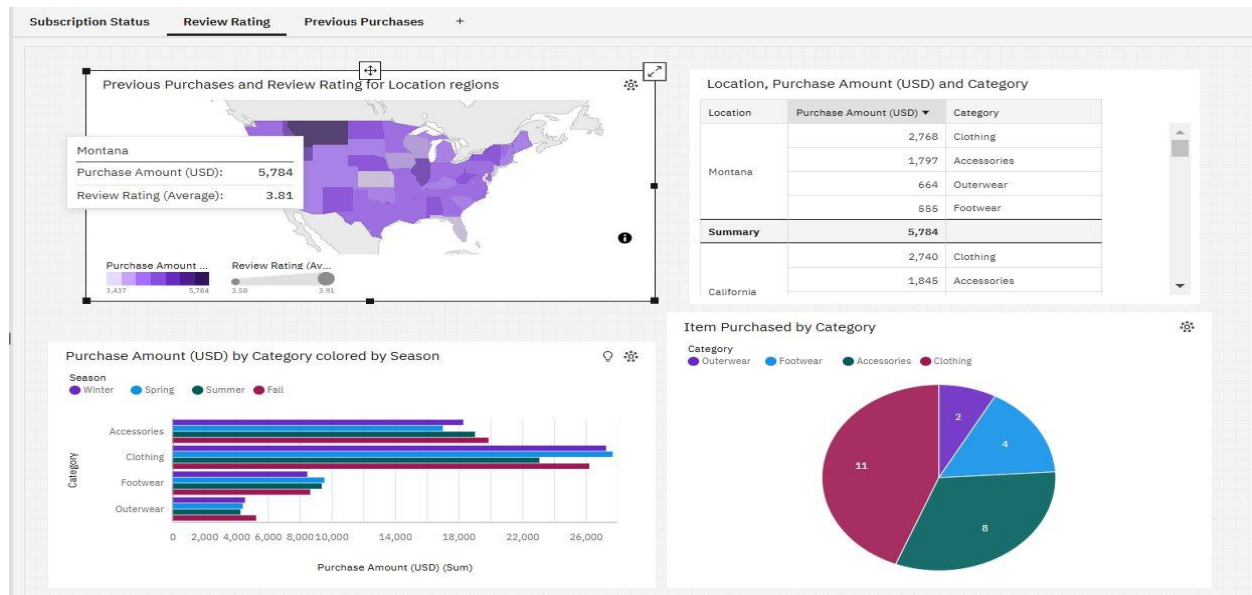 Subscription Status Review Rating Previous Purchases +
Previous Purchases and Review Rating for Location regions
Montana
Purchase Amount (USD): 5,784
Review Rating (Average): 3.81
Purchase Amount ... Review Rating (Av...
3,437 5,784 3.58 3.91
Location, Purchase Amount (USD) and Category
Location Purchase Amount (USD) ▼ Category
Montana
2,768 Clothing
1,797 Accessories
664 Outerwear
555 Footwear
Summary 5,784
California
2,740 Clothing
1,845 Accessories
Purchase Amount (USD) by Category colored by Season
Season
Winter Spring Summer Fall
Category
Accessories
Clothing
Footwear
Outerwear
0 2,000 4,000 6,000 8,000 10,000 14,000 18,000 22,000 26,000
Purchase Amount (USD) (Sum)
Item Purchased by Category
Category
Outerwear Footwear Accessories Clothing
2
4
11
8